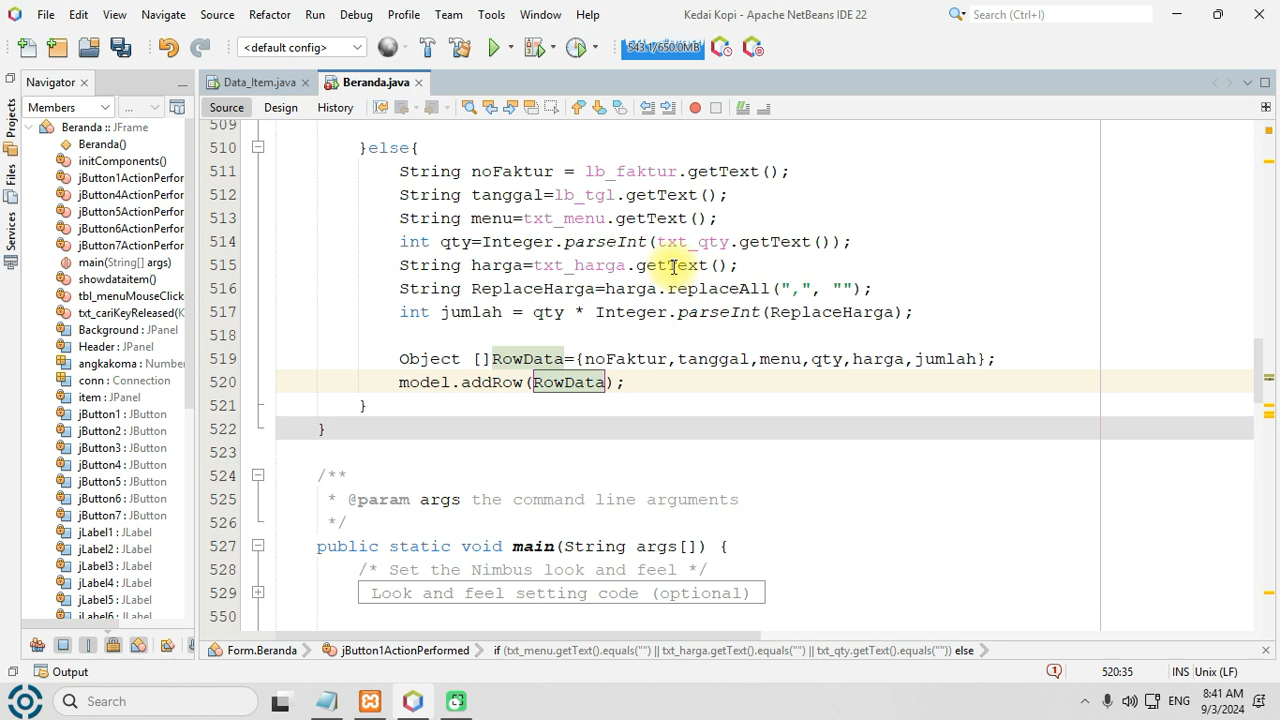 File Edit View Navigate Source Refactor Run Debug Profile Team Tools Window Help Kedai Kopi - Apache NetBeans IDE 22 Search (Ctrl+I)
<default config> 543.1/650.0MB
Navigator Data_Item.java Beranda.java
Members ... Source Design History
Projects
Files
Services
Beranda :: JFrame
Beranda()
initComponents()
jButton1ActionPerfor
jButton4ActionPerfor
jButton5ActionPerfor
jButton6ActionPerfor
jButton7ActionPerfor
main(String[] args)
showdataitem()
tbl_menuMouseClick
txt_cariKeyReleased(K
Background : JPanel
Header : JPanel
angkakoma : NumberF
conn : Connection
item : JPanel
jButton1 : JButton
jButton2 : JButton
jButton3 : JButton
jButton4 : JButton
jButton5 : JButton
jButton6 : JButton
jButton7 : JButton
jLabel1 : JLabel
jLabel2 : JLabel
jLabel3 : JLabel
jLabel4 : JLabel
jLabel5 : JLabel
jLabel6 : JLabel
509
510 }else{
511 String noFaktur = lb_faktur.getText();
512 String tanggal=lb_tgl.getText();
513 String menu=txt_menu.getText();
514 int qty=Integer.parseInt(txt_qty.getText());
515 String harga=txt_harga.getText();
516 String ReplaceHarga=harga.replaceAll(",", "");
517 int jumlah = qty * Integer.parseInt(ReplaceHarga);
518
519 Object []RowData={noFaktur,tanggal,menu,qty,harga,jumlah};
520 model.addRow(RowData);
521 }
522 }
523
524 /**
525 * @param args the command line arguments
526 */
527 public static void main(String args[]) {
528 /* Set the Nimbus look and feel */
529 Look and feel setting code (optional)
550
Form.Beranda jButton1ActionPerformed if (txt_menu.getText().equals("") || txt_harga.getText().equals("") || txt_qty.getText().equals("")) else
Output 1 520:35 INS Unix (LF)
Search ENG 8:41 AM
9/3/2024